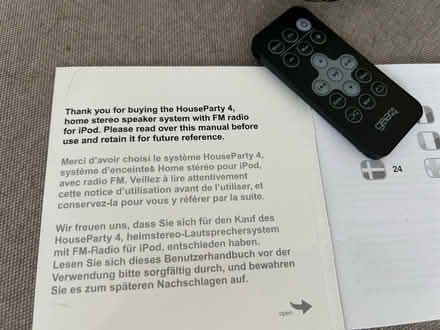 Thank you for buying the HouseParty 4,
home stereo speaker system with FM radio
for iPod. Please read over this manual before
use and retain it for future reference.
Merci d'avoir choisi le système HouseParty 4,
système d'enceinte& Home stéréo pour iPod,
avec radio FM. Veillez à lire attentivement
cette notice d'utilisation avant de l'utiliser, et
conservez-la pour vous y référer par la suite.
Wir freuen uns, dass Sie sich für den Kauf des
HouseParty 4, heimstereo-Lautsprechersystem
mit FM-Radio für iPod, entschieden haben.
Lesen Sie sich dieses Benutzerhandbuch vor der
Verwendung bitte sorgfältig durch, und bewahren
Sie es zum späteren Nachschlagen auf.
open
gear4
24